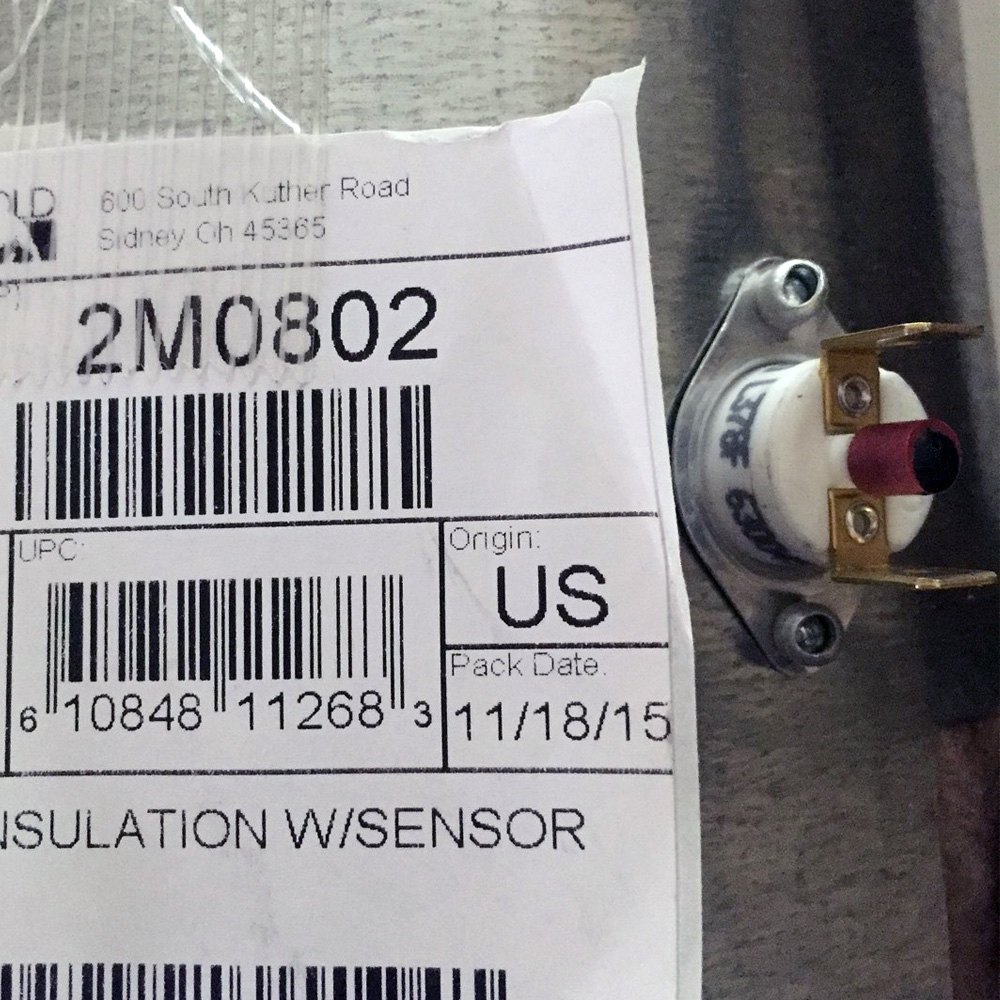 OLD
600 South Kuther Road
Sidney, Oh 45365
2M0802
UPC:
6 10848 11268 3
Origin:
US
Pack Date:
11/18/15
NSULATION W/SENSOR